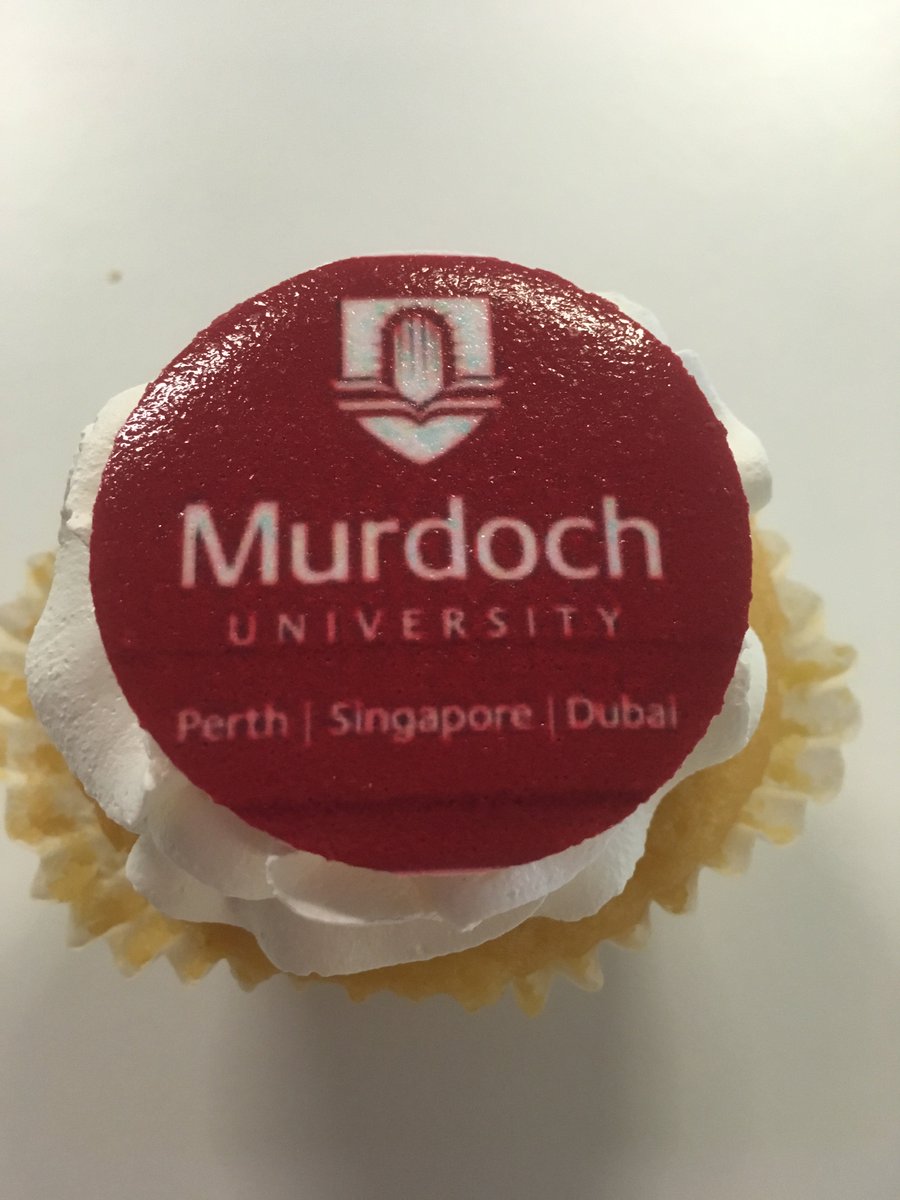 Murdoch
UNIVERSITY
Perth | Singapore | Dubai